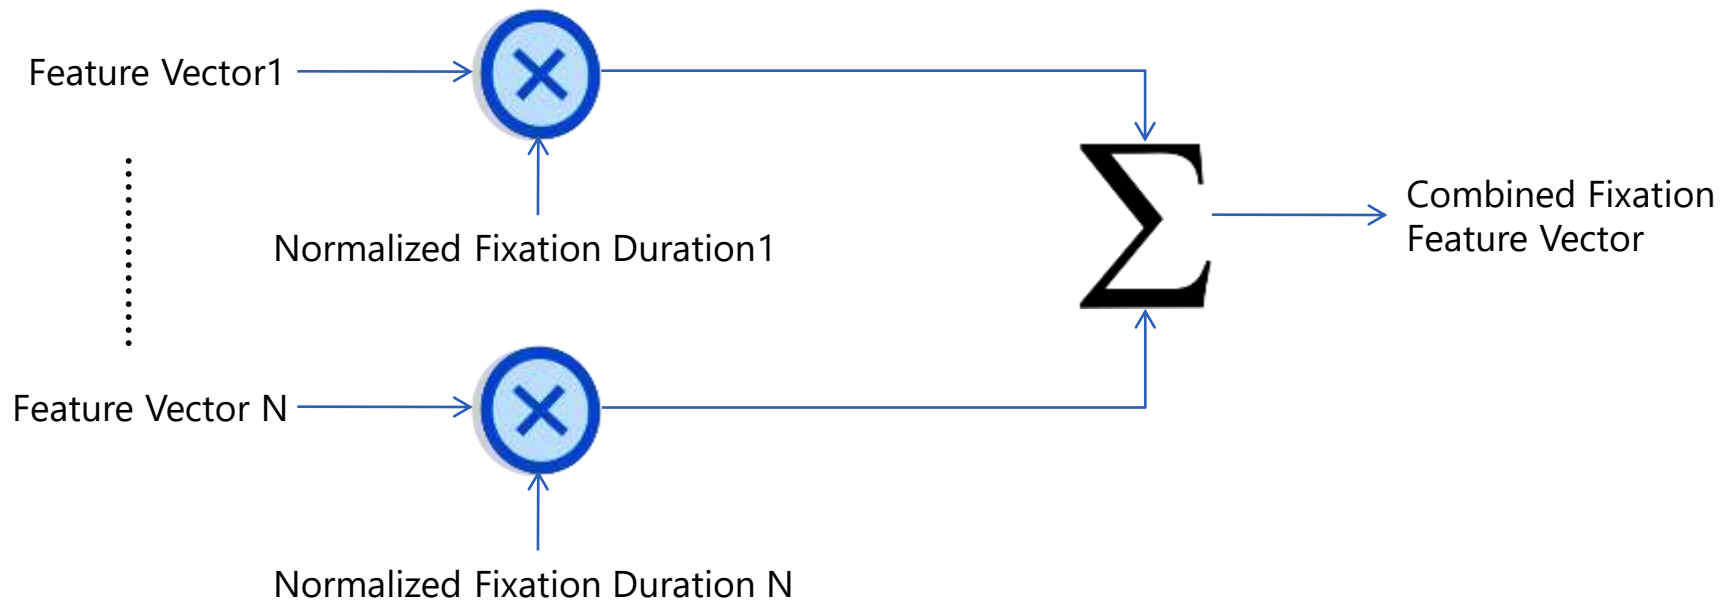 Feature Vector1
Normalized Fixation Duration1
Σ
Combined Fixation
Feature Vector
Feature Vector N
Normalized Fixation Duration N